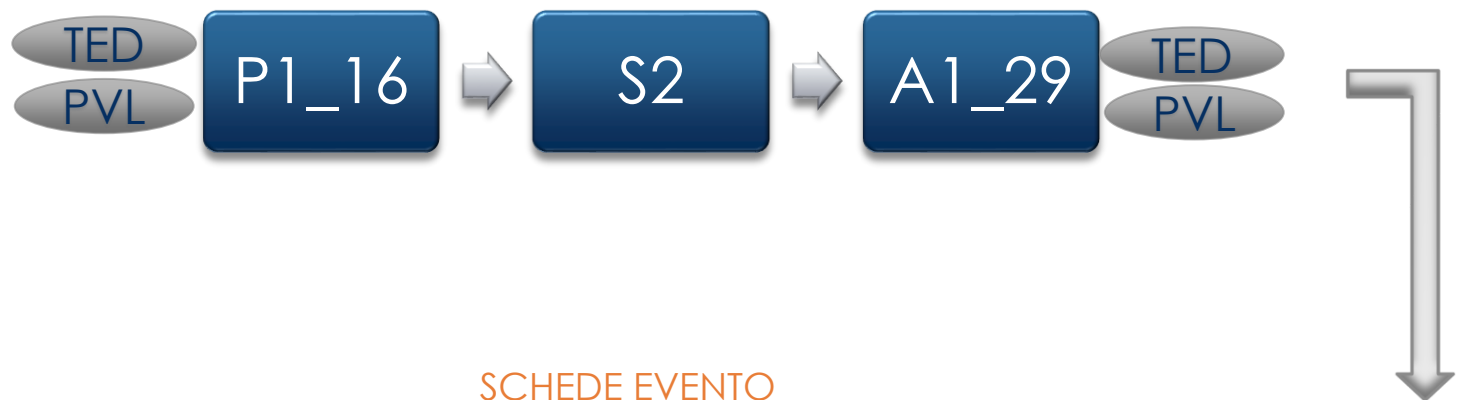 TED
PVL
P1_16
S2
A1_29
TED
PVL
SCHEDE EVENTO